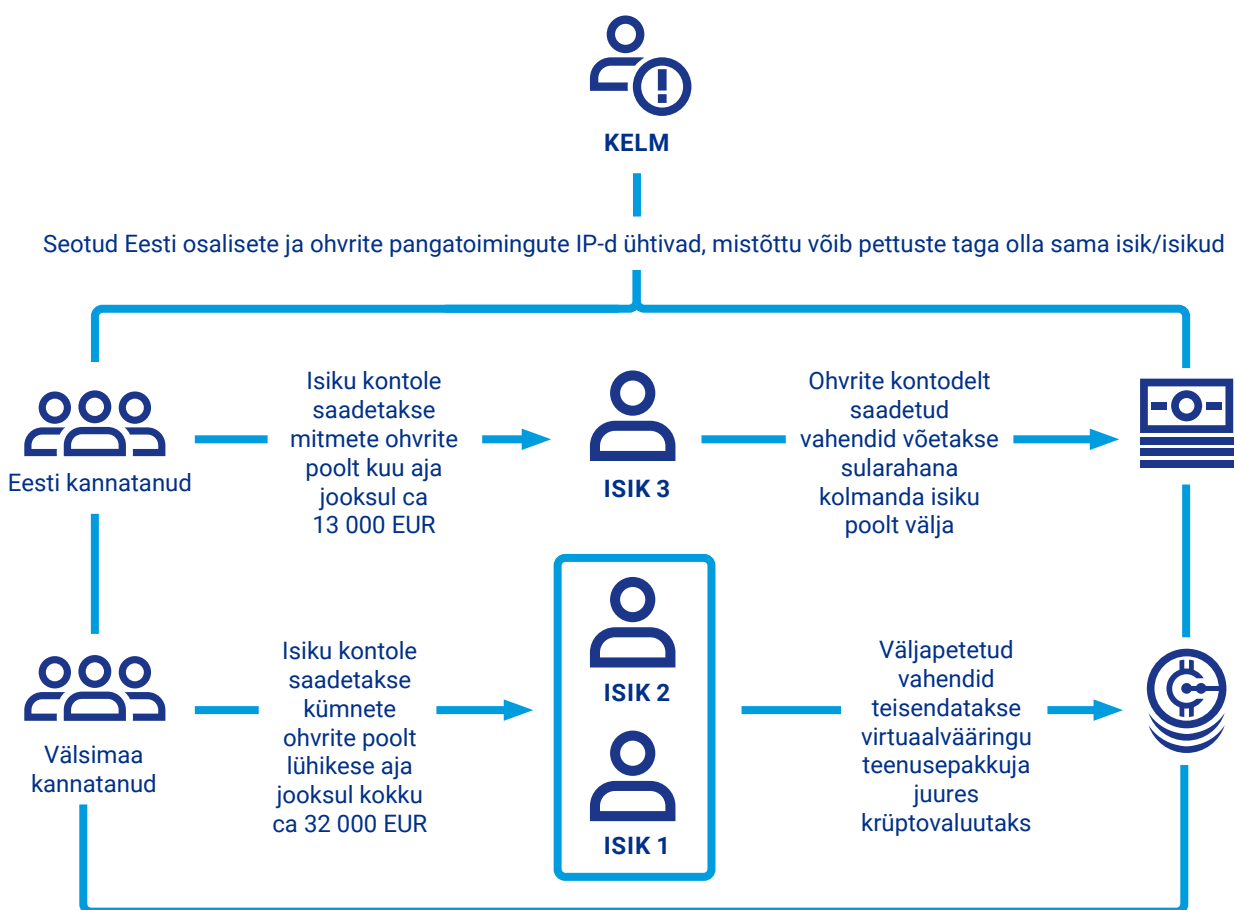 KELM
Seotud Eesti osalisete ja ohvrite pangatoimingute IP-d ühtivad, mistõttu võib pettuste taga olla sama isik/isikud
Eesti kannatanud
Isiku kontole
saadetakse
mitmete ohvrite
poolt kuu aja
jooksul ca
13 000 EUR
ISIK 3
Ohvrite kontodelt
saadetud
vahendid võetakse
sularahana
kolmanda isiku
poolt välja
Välsimaa
kannatanud
Isiku kontole
saadetakse
kümnete
ohvrite poolt
lühikese aja
jooksul kokku
ca 32 000 EUR
ISIK 2
ISIK 1
Väljapetetud
vahendid
teisendatakse
virtuaalvääringu
teenusepakkuja
juures
krüptovaluutaks